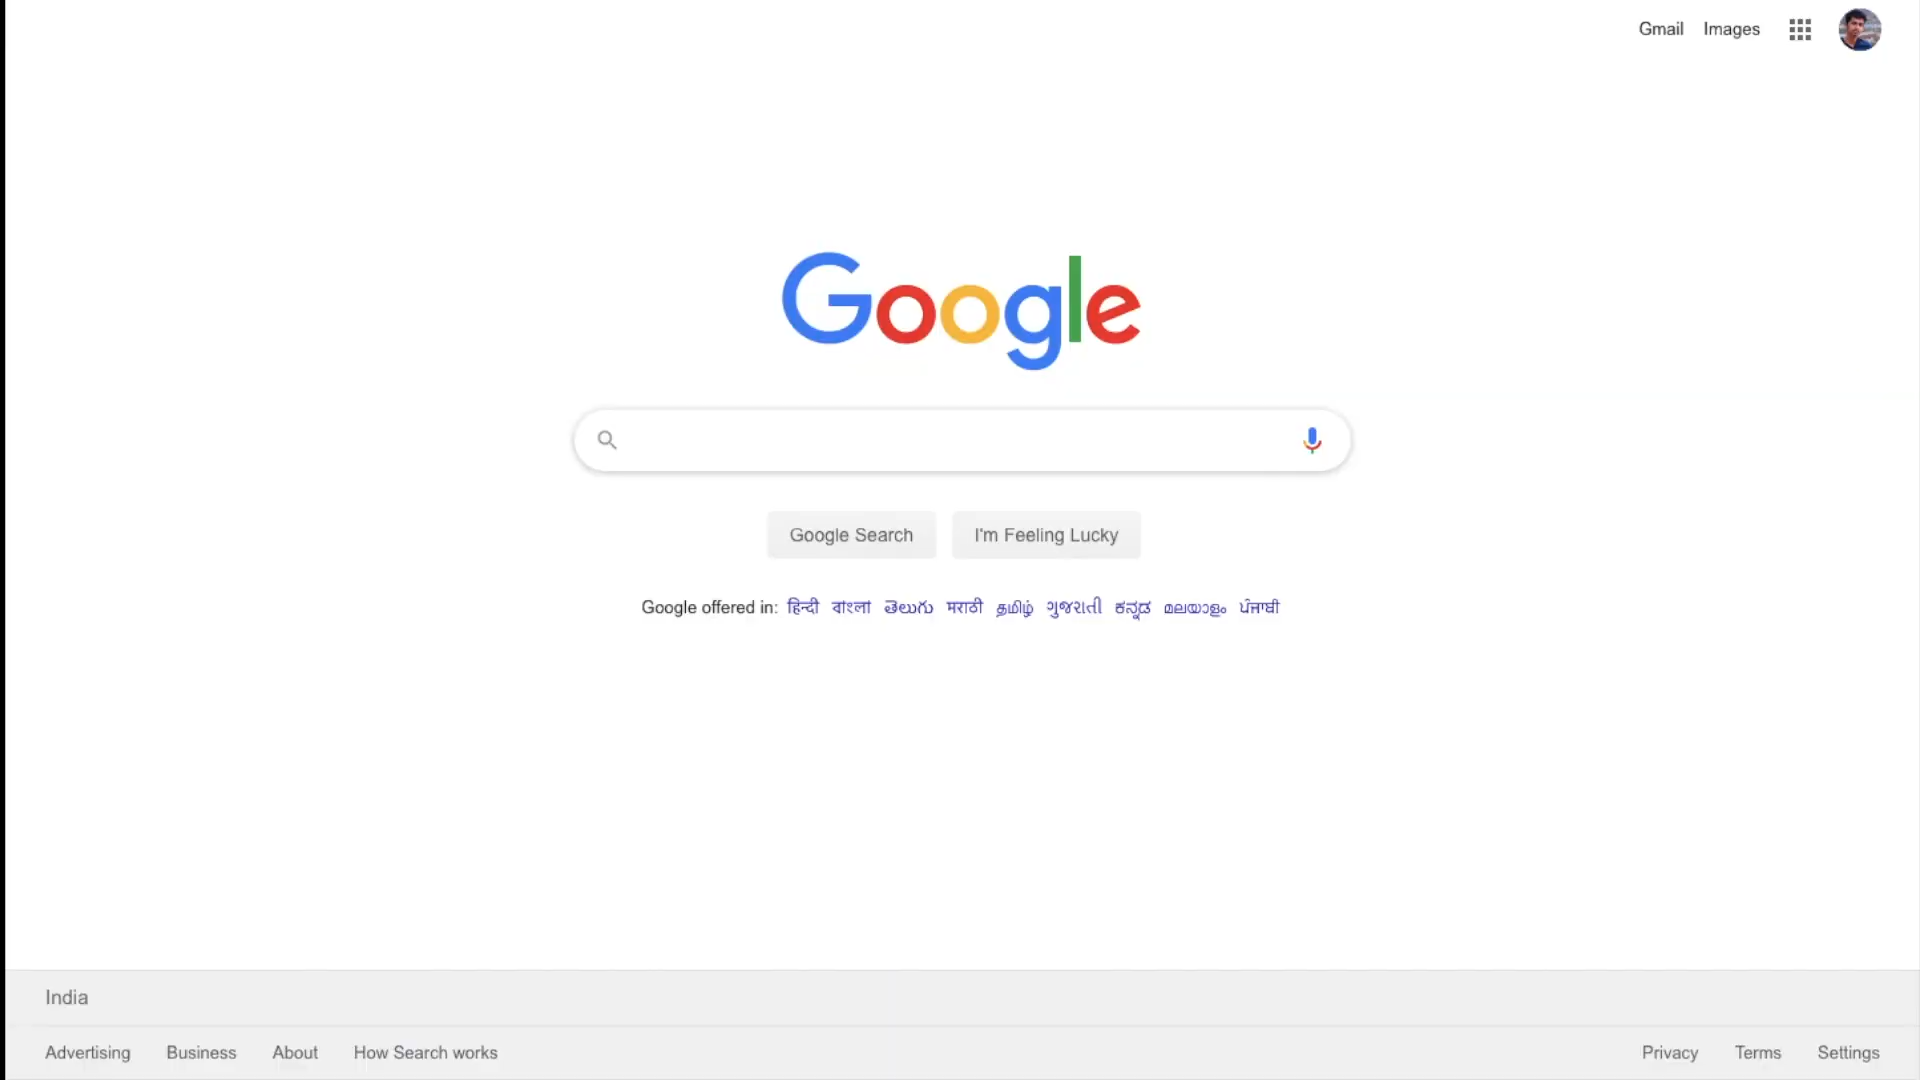 Gmail Images
Google
Google Search I'm Feeling Lucky
Google offered in: हिन्दी বাংলা తెలుగు मराठी தமிழ் ગુજરાતી ಕನ್ನಡ മലയാളം ਪੰਜਾਬੀ
India
Advertising Business About How Search works Privacy Terms Settings